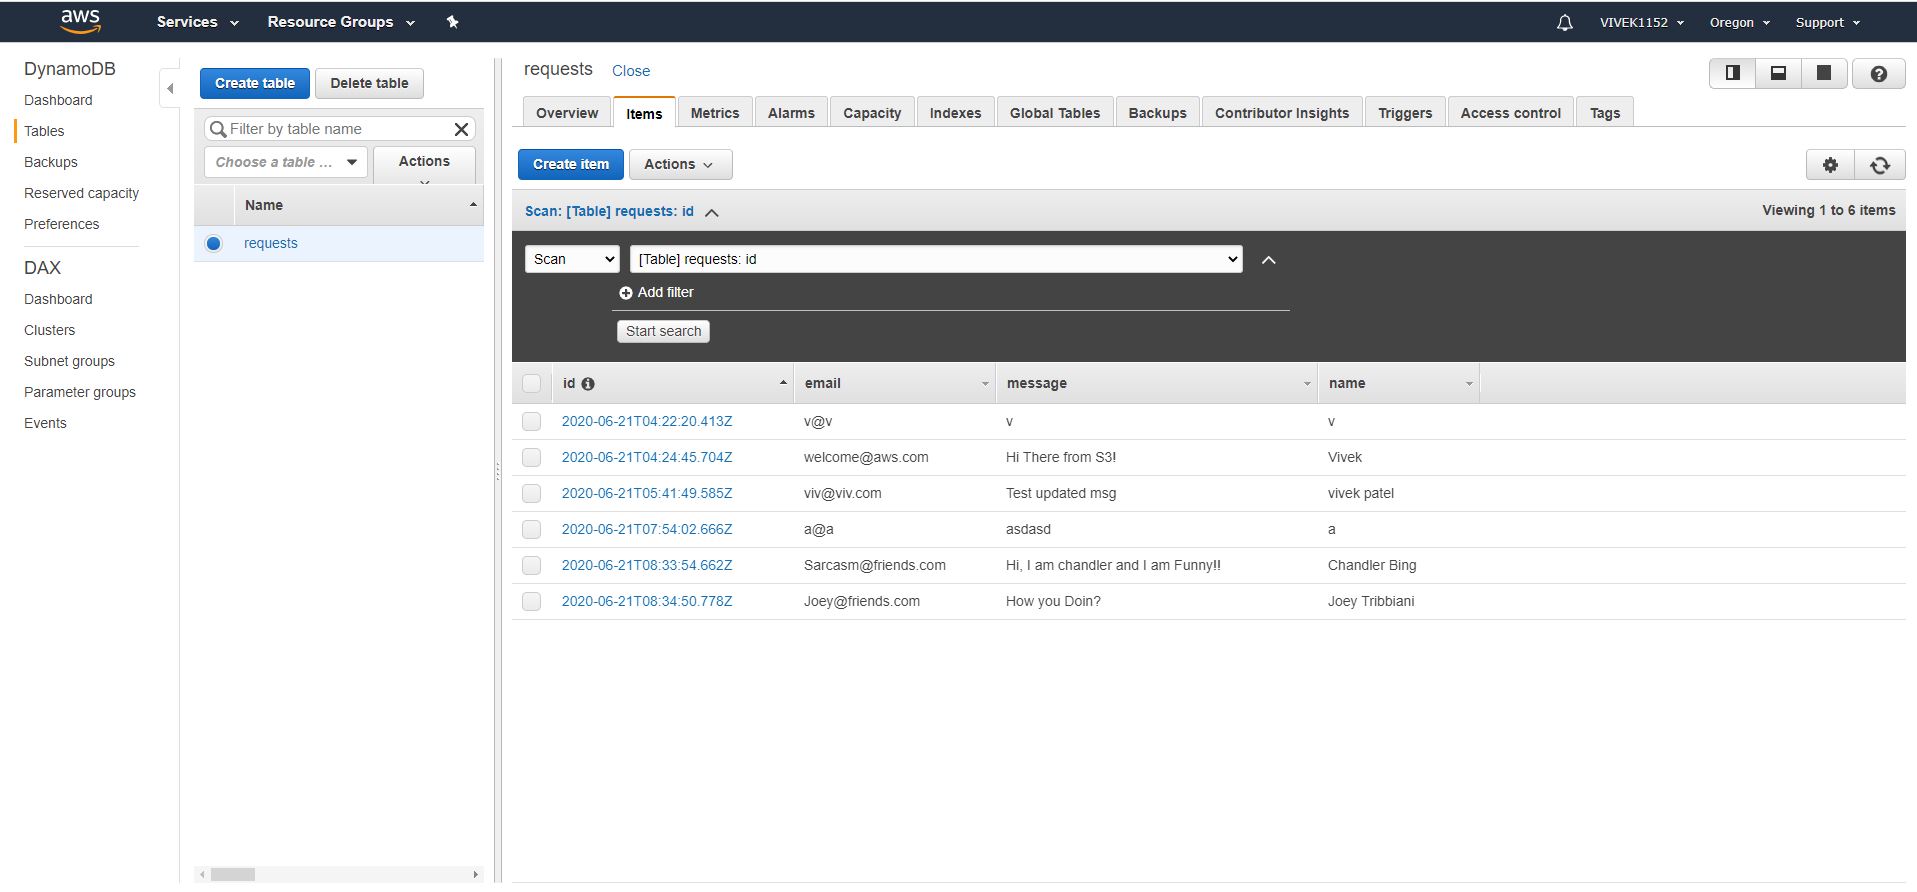 aws Services Resource Groups VIVEK1152 Oregon Support
DynamoDB
Dashboard
Tables
Backups
Reserved capacity
Preferences
DAX
Dashboard
Clusters
Subnet groups
Parameter groups
Events
Create table Delete table
Filter by table name
Choose a table ... Actions
Name
requests
requests Close
Overview Items Metrics Alarms Capacity Indexes Global Tables Backups Contributor Insights Triggers Access control Tags
Create item Actions
Scan: [Table] requests: id Viewing 1 to 6 items
Scan [Table] requests: id
Add filter
Start search
id email message name
2020-06-21T04:22:20.413Z v@v v v
2020-06-21T04:24:45.704Z welcome@aws.com Hi There from S3! Vivek
2020-06-21T05:41:49.585Z viv@viv.com Test updated msg vivek patel
2020-06-21T07:54:02.666Z a@a asdasd a
2020-06-21T08:33:54.662Z Sarcasm@friends.com Hi, I am chandler and I am Funny!! Chandler Bing
2020-06-21T08:34:50.778Z Joey@friends.com How you Doin? Joey Tribbiani